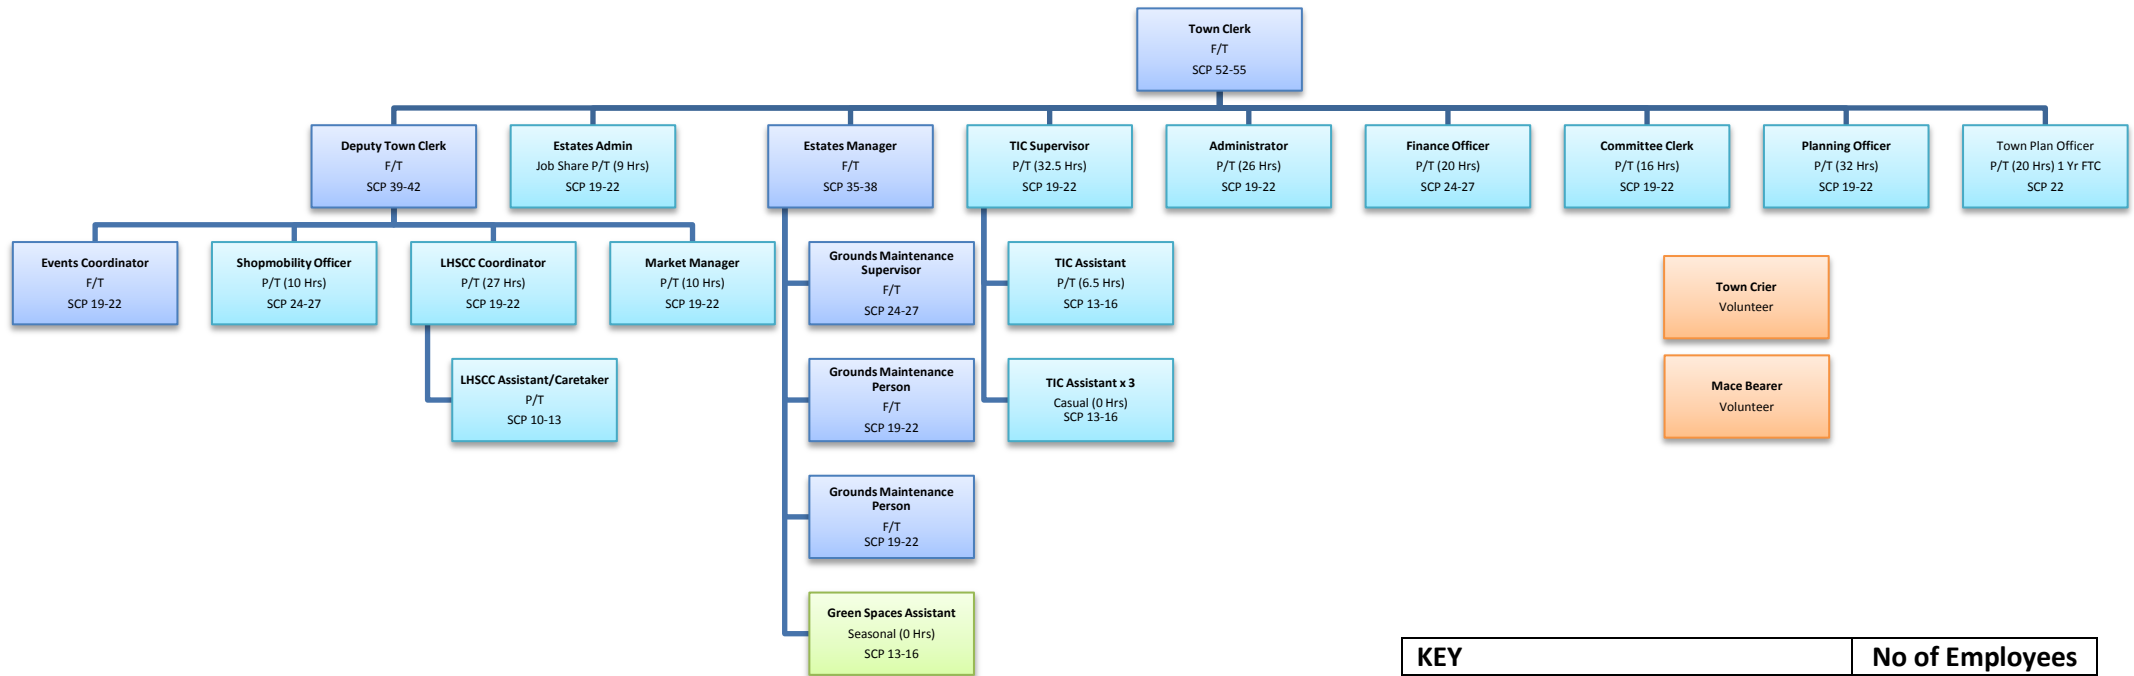 Town Clerk
F/T
SCP 52-55
Deputy Town Clerk
F/T
SCP 39-42
Estates Admin
Job Share P/T (9 Hrs)
SCP 19-22
Estates Manager
F/T
SCP 35-38
TIC Supervisor
P/T (32.5 Hrs)
SCP 19-22
Administrator
P/T (26 Hrs)
SCP 19-22
Finance Officer
P/T (20 Hrs)
SCP 24-27
Committee Clerk
P/T (16 Hrs)
SCP 19-22
Planning Officer
P/T (32 Hrs)
SCP 19-22
Town Plan Officer
P/T (20 Hrs) 1 Yr FTC
SCP 22
Events Coordinator
F/T
SCP 19-22
Shopmobility Officer
P/T (10 Hrs)
SCP 24-27
LHSCC Coordinator
P/T (27 Hrs)
SCP 19-22
Market Manager
P/T (10 Hrs)
SCP 19-22
Grounds Maintenance
Supervisor
F/T
SCP 24-27
TIC Assistant
P/T (6.5 Hrs)
SCP 13-16
Town Crier
Volunteer
LHSCC Assistant/Caretaker
P/T
SCP 10-13
Grounds Maintenance
Person
F/T
SCP 19-22
TIC Assistant x 3
Casual (0 Hrs)
SCP 13-16
Mace Bearer
Volunteer
Grounds Maintenance
Person
F/T
SCP 19-22
Green Spaces Assistant
Seasonal (0 Hrs)
SCP 13-16
KEY
No of Employees